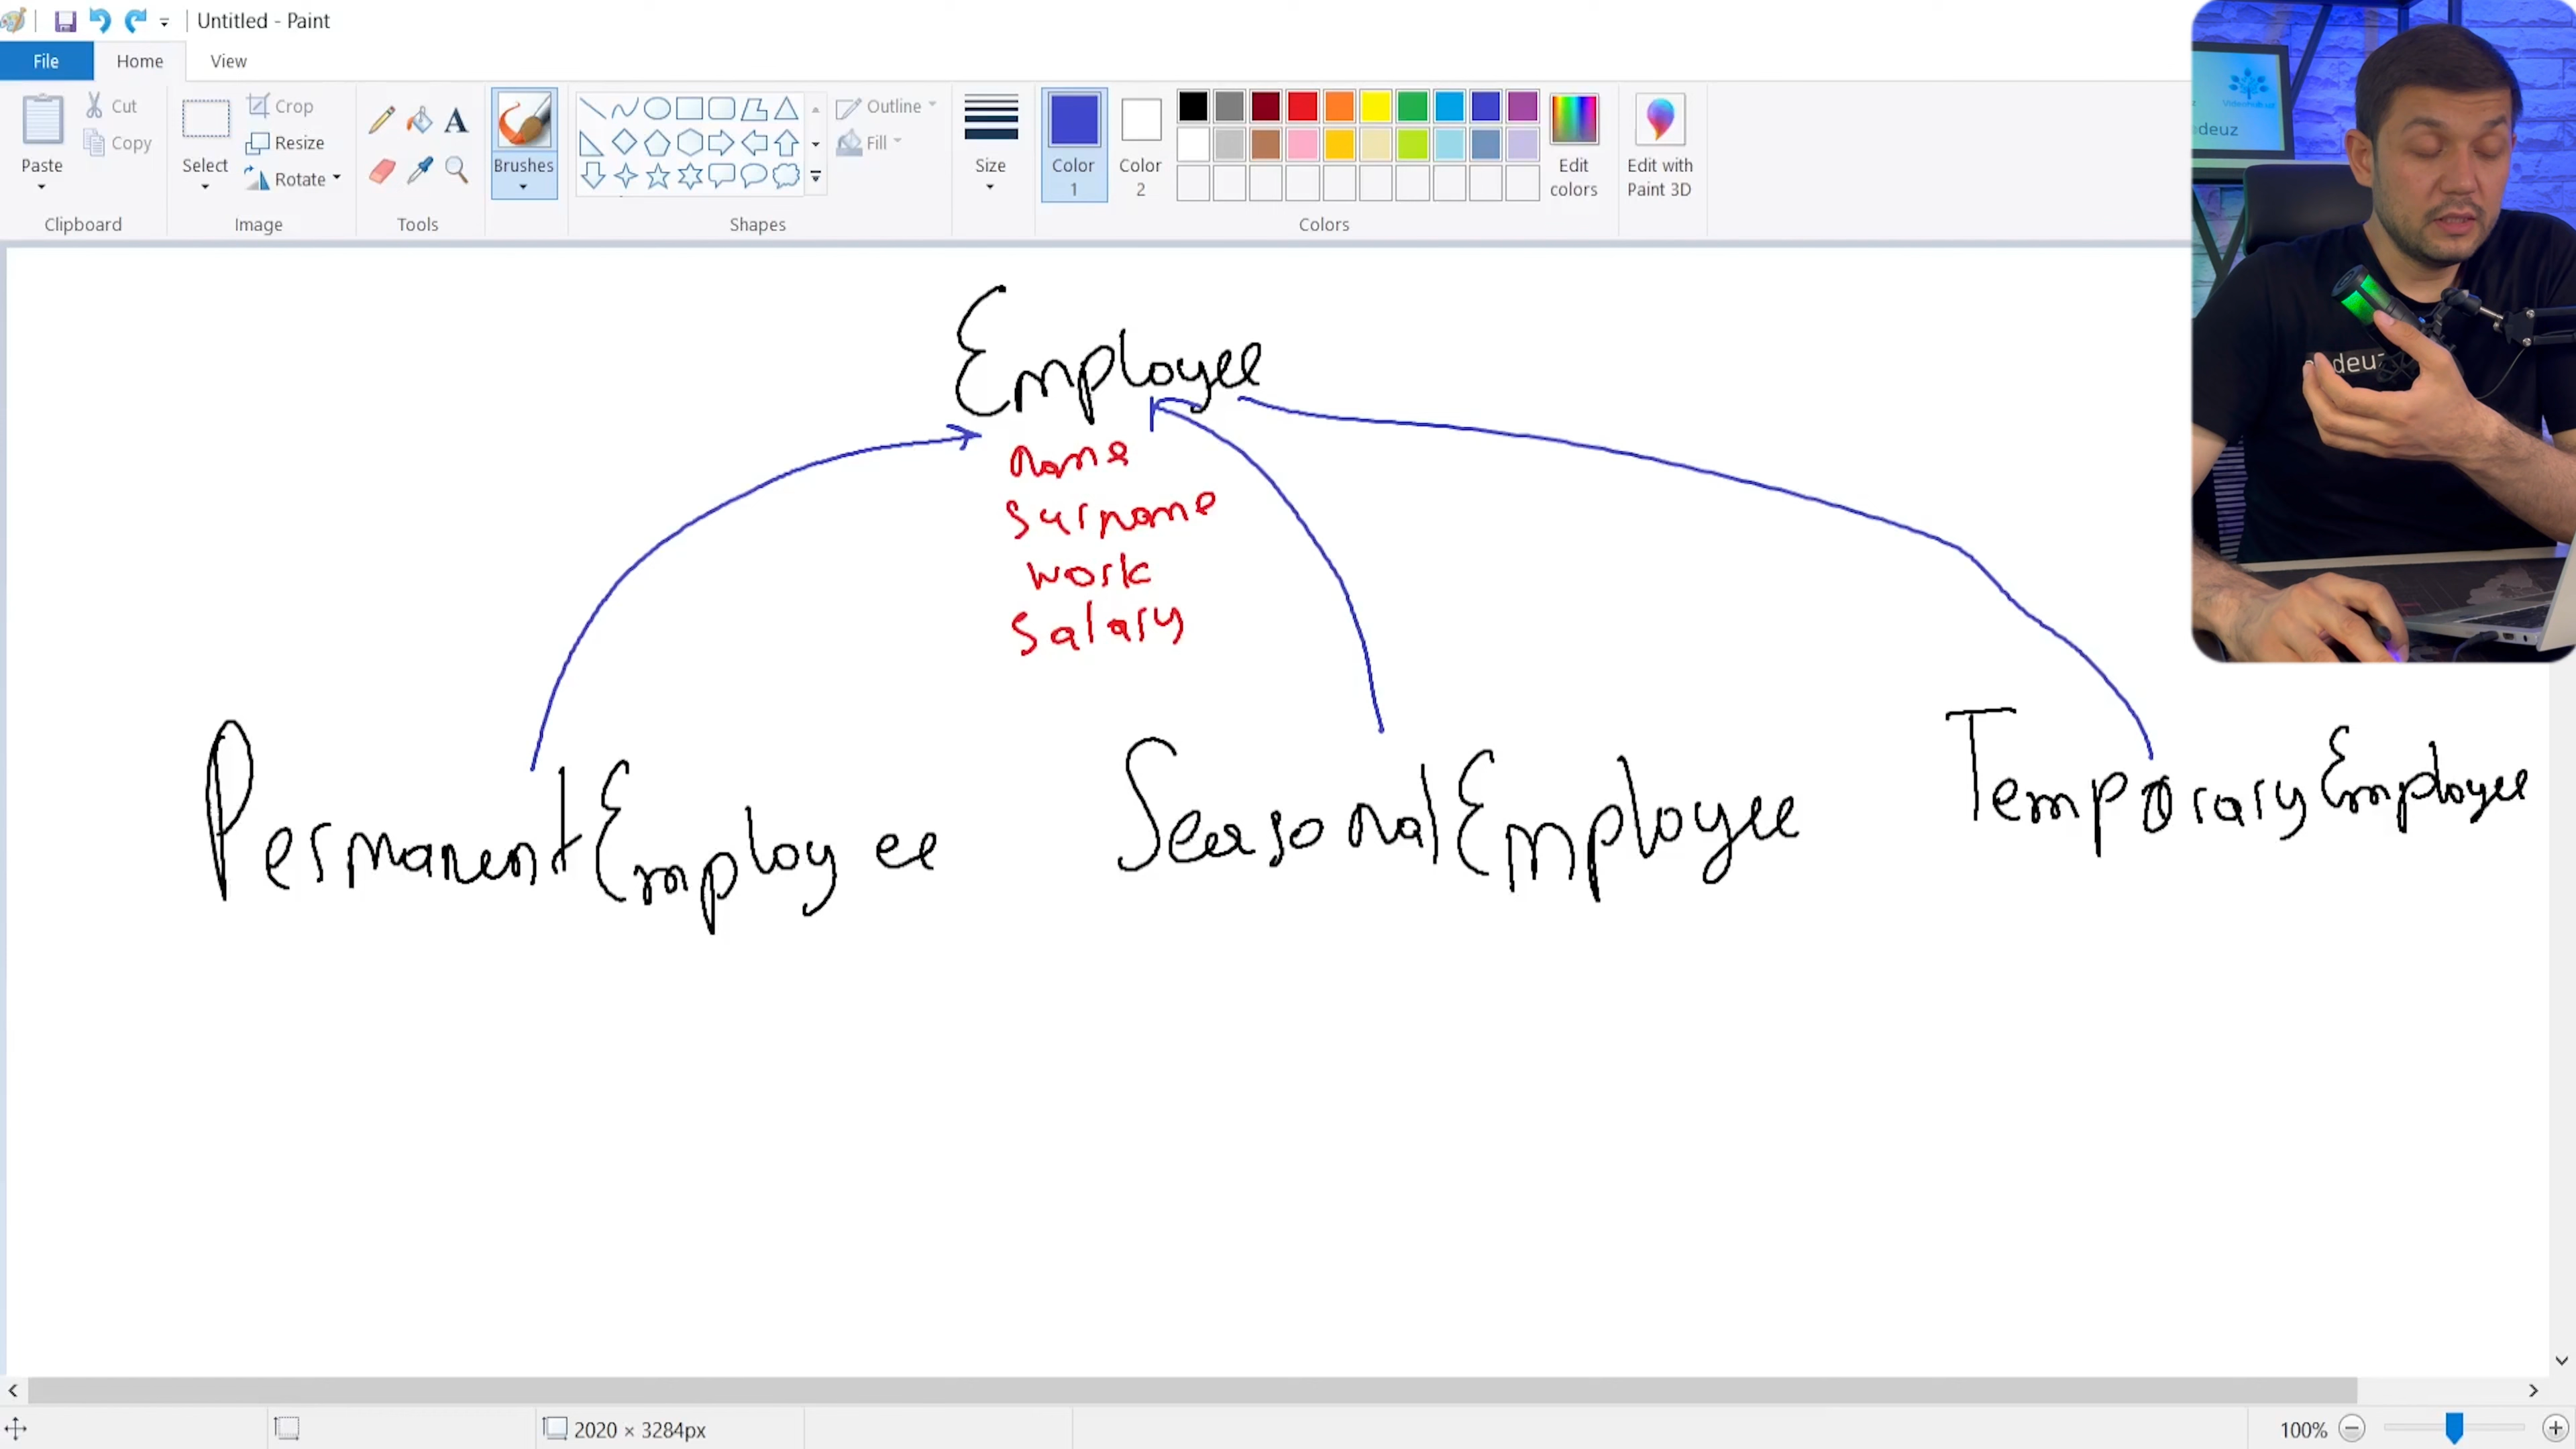 Untitled - Paint
File
Home
View
Paste
Cut
Copy
Clipboard
Select
Crop
Resize
Rotate
Image
Tools
Brushes
Shapes
Outline
Fill
Size
Color 1
Color 2
Colors
Edit colors
Edit with Paint 3D
deuz
deuz
Employee
name
surname
work
salary
PermanentEmployee
SeasonalEmployee
TemporaryEmployee
2020 × 3284px
100%